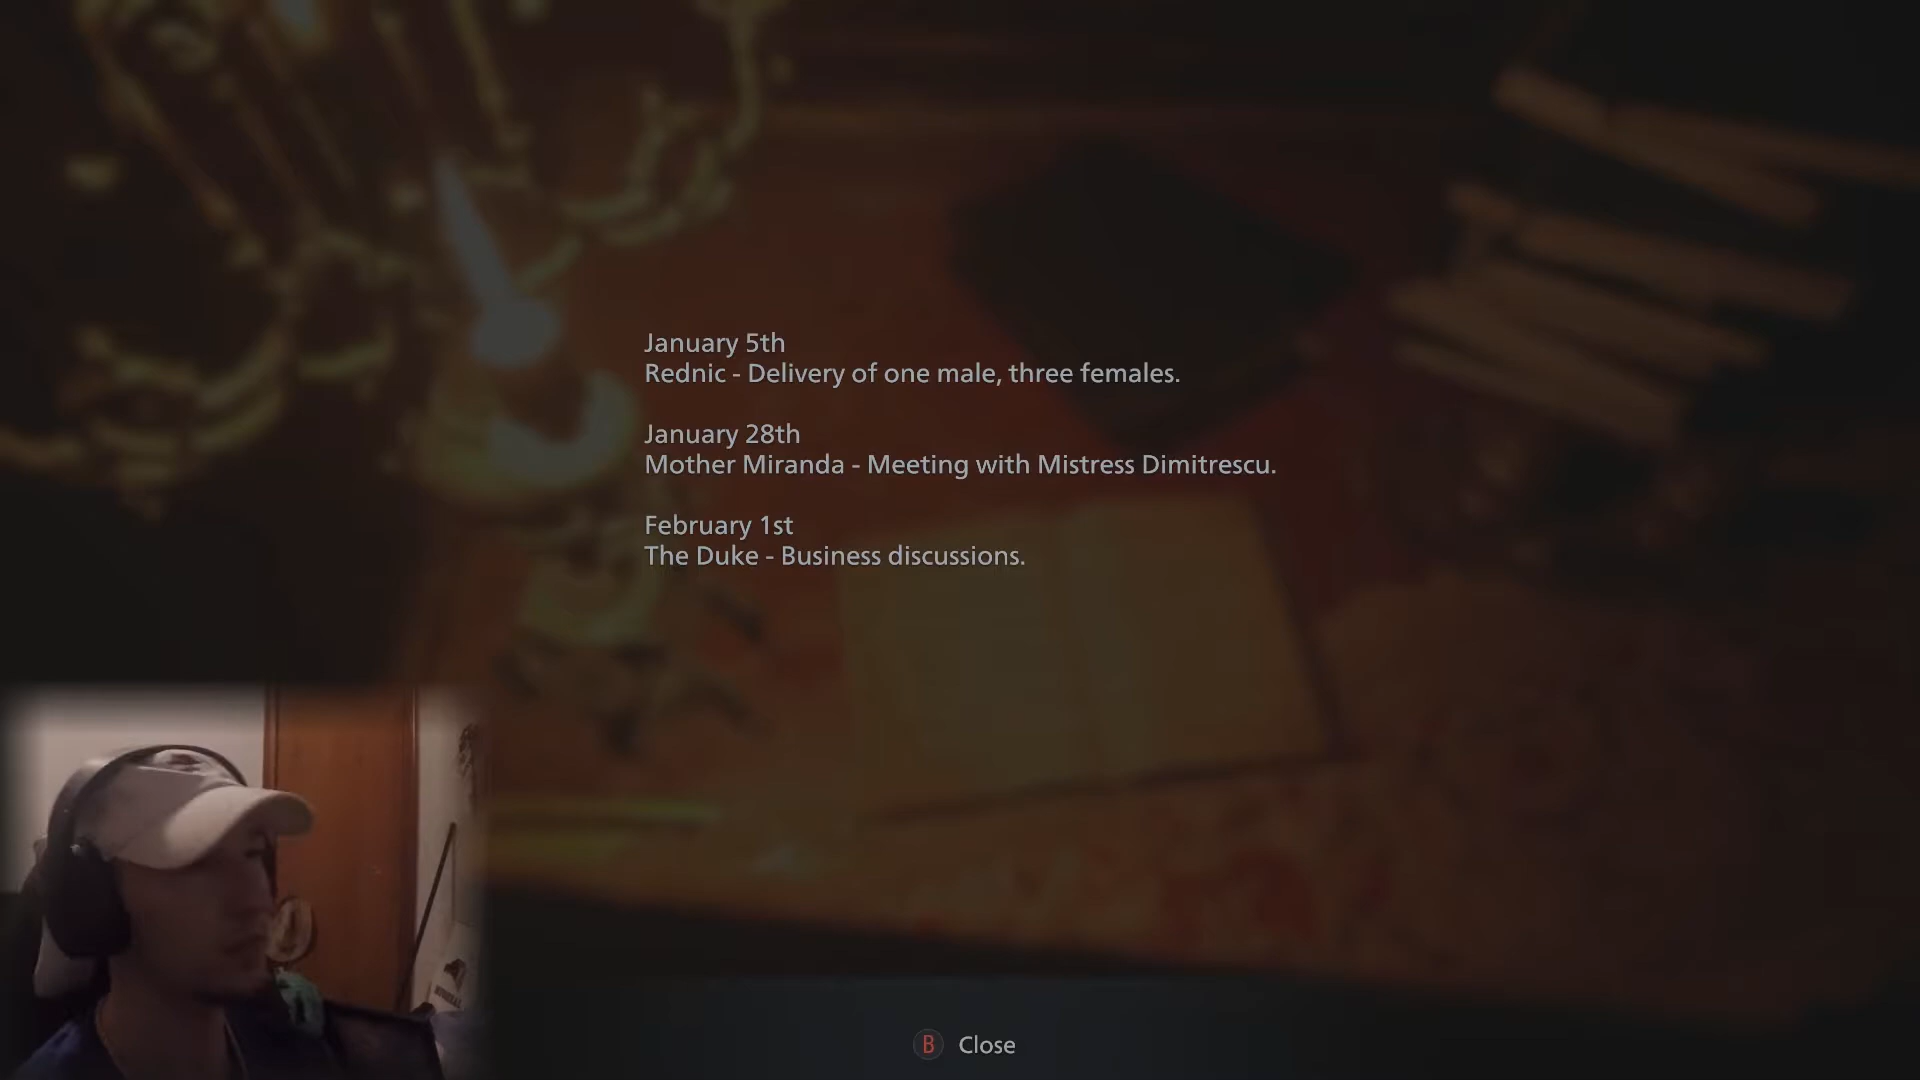 January 5th
Rednic - Delivery of one male, three females.
January 28th
Mother Miranda - Meeting with Mistress Dimitrescu.
February 1st
The Duke - Business discussions.
B Close